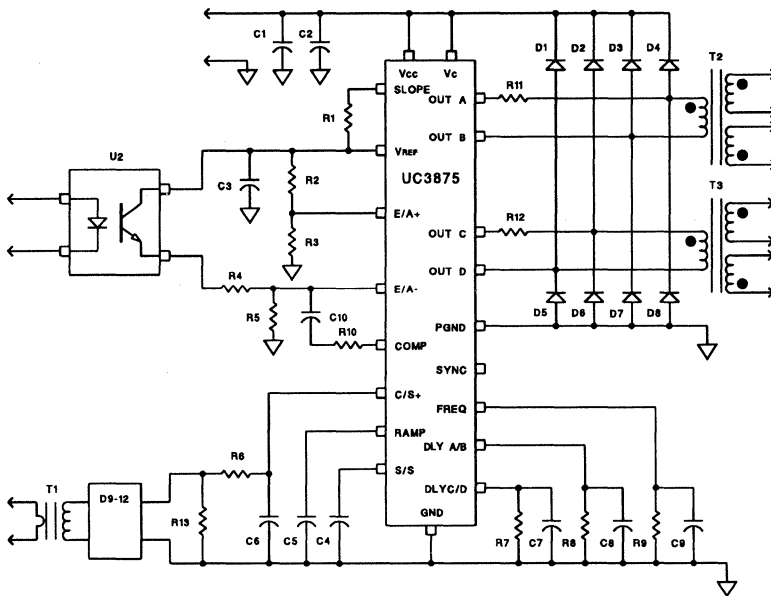 C1
C2
D1
D2
D3
D4
T2
Vcc
Vc
SLOPE
OUT A
R11
R1
OUT B
U2
VREF
UC3875
T3
C3
R2
E/A+
R3
OUT C
R12
OUT D
R4
E/A-
R5
C10
R10
D5
D6
D7
D8
PGND
COMP
SYNC
C/S+
FREQ
RAMP
DLY A/B
R6
S/S
T1
D9-12
DLYC/D
GND
R13
C6
C5
C4
R7
C7
R8
C8
R9
C9